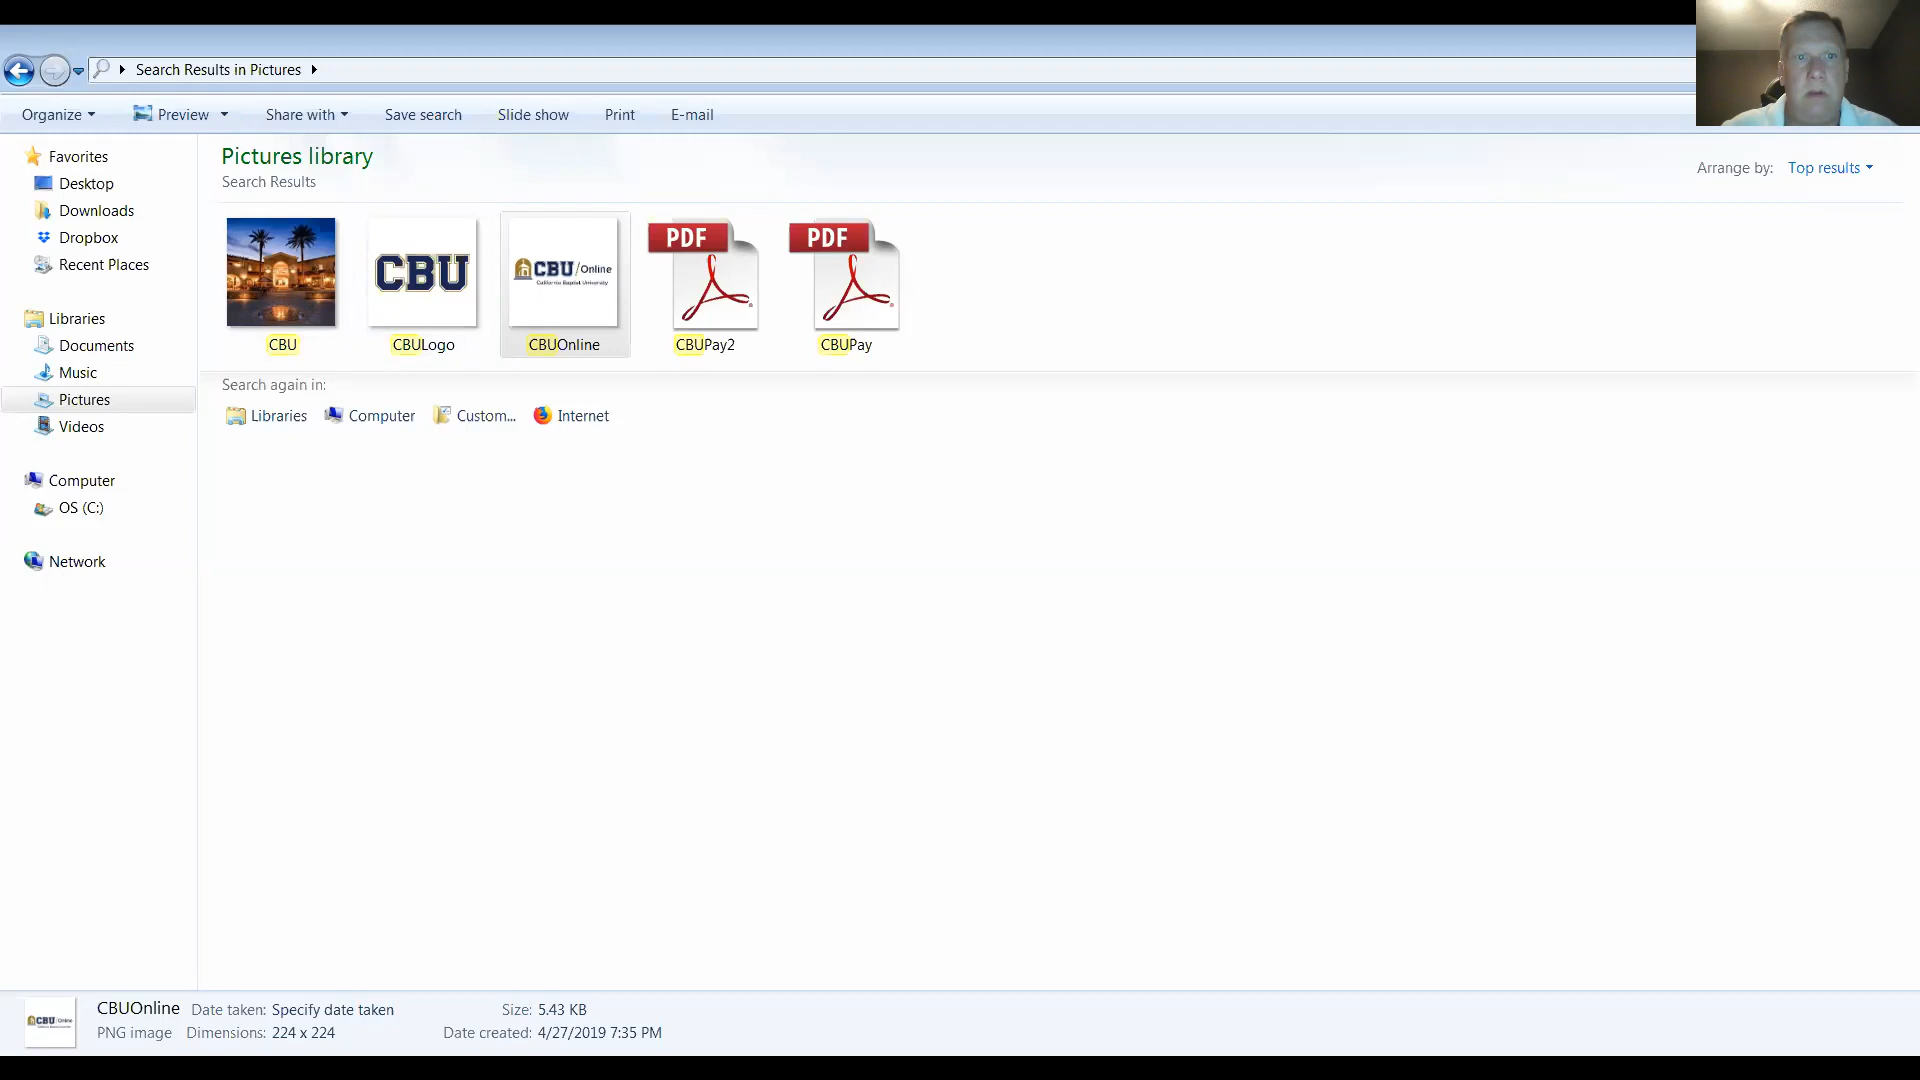 Search Results in Pictures
Organize
Preview
Share with
Save search
Slide show
Print
E-mail
Favorites
Desktop
Downloads
Dropbox
Recent Places
Libraries
Documents
Music
Pictures
Videos
Computer
OS (C:)
Network
Pictures library
Search Results
Arrange by: Top results
CBU
CBU/Online
California Baptist University
PDF
PDF
CBU
CBULogo
CBUOnline
CBUPay2
CBUPay
Search again in:
Libraries
Computer
Custom...
Internet
CBU/Online
CBUOnline Date taken: Specify date taken Size: 5.43 KB
PNG image Dimensions: 224 x 224 Date created: 4/27/2019 7:35 PM